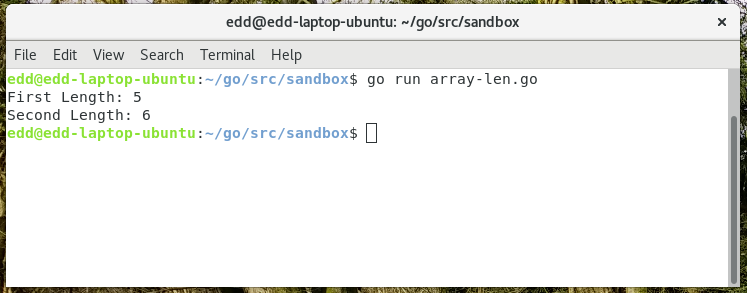 edd@edd-laptop-ubuntu: ~/go/src/sandbox ×
File Edit View Search Terminal Help
edd@edd-laptop-ubuntu:~/go/src/sandbox$ go run array-len.go
First Length: 5
Second Length: 6
edd@edd-laptop-ubuntu:~/go/src/sandbox$